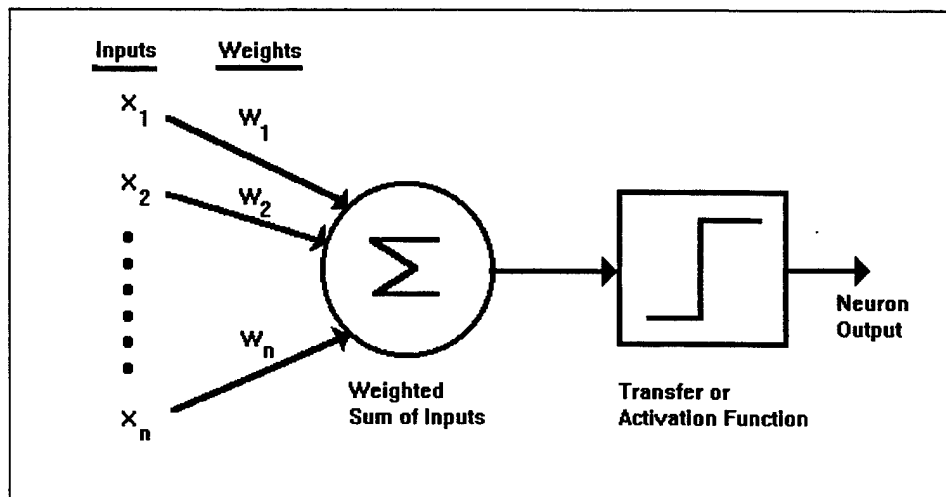 Inputs Weights
X1 W1
X2 W2
Σ
Wn
Xn
Neuron
Output
Weighted
Sum of Inputs
Transfer or
Activation Function